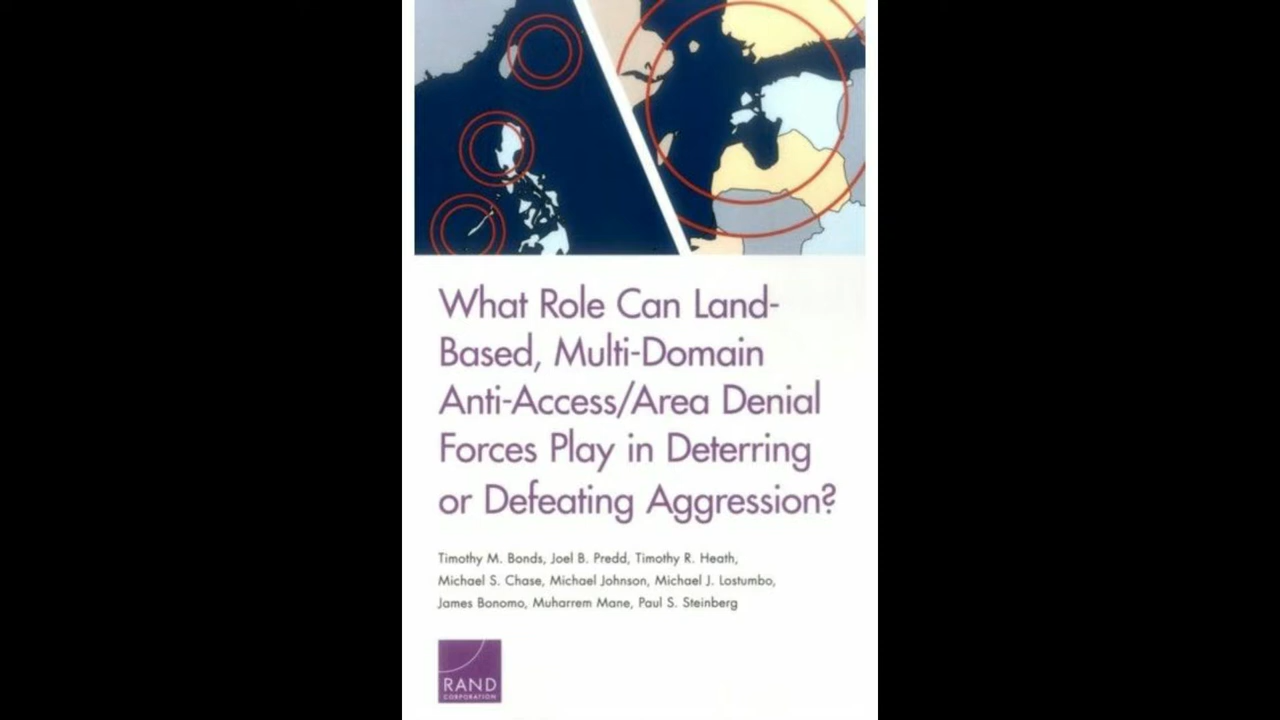 What Role Can Land-
Based, Multi-Domain
Anti-Access/Area Denial
Forces Play in Deterring
or Defeating Aggression?
Timothy M. Bonds, Joel B. Predd, Timothy R. Heath,
Michael S. Chase, Michael Johnson, Michael J. Lostumbo,
James Bonomo, Muharrem Mane, Paul S. Steinberg
RAND
CORPORATION